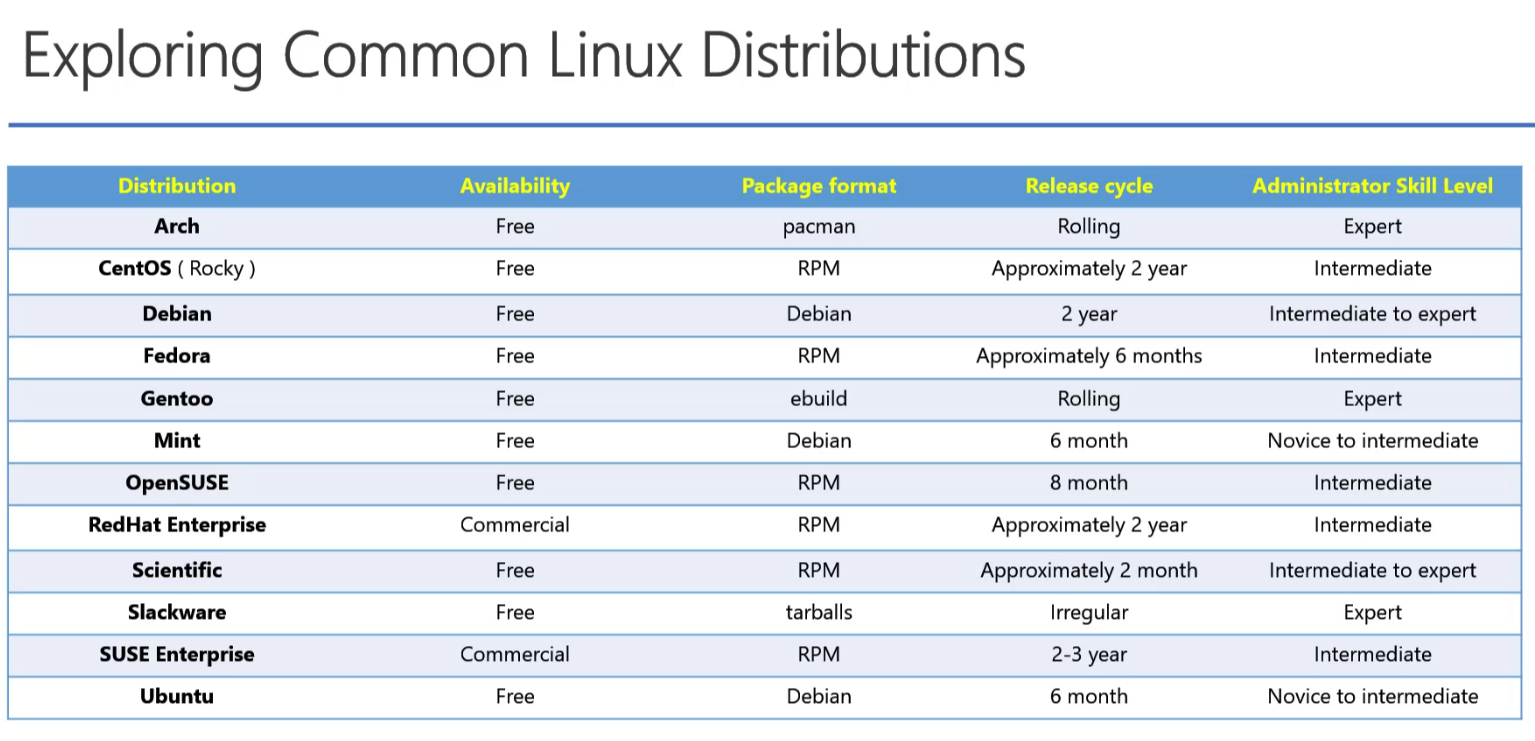 Exploring Common Linux Distributions
Distribution Availability Package format Release cycle Administrator Skill Level
Arch Free pacman Rolling Expert
CentOS ( Rocky ) Free RPM Approximately 2 year Intermediate
Debian Free Debian 2 year Intermediate to expert
Fedora Free RPM Approximately 6 months Intermediate
Gentoo Free ebuild Rolling Expert
Mint Free Debian 6 month Novice to intermediate
OpenSUSE Free RPM 8 month Intermediate
RedHat Enterprise Commercial RPM Approximately 2 year Intermediate
Scientific Free RPM Approximately 2 month Intermediate to expert
Slackware Free tarballs Irregular Expert
SUSE Enterprise Commercial RPM 2-3 year Intermediate
Ubuntu Free Debian 6 month Novice to intermediate